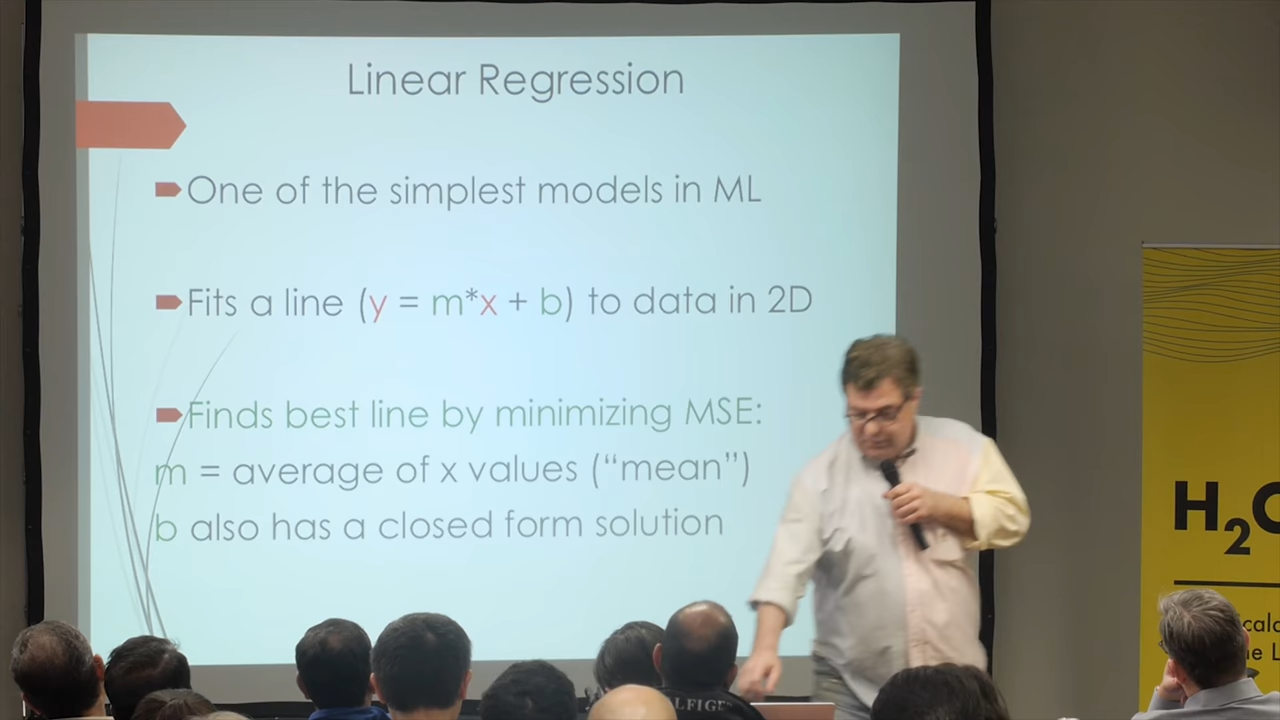 Linear Regression
One of the simplest models in ML
Fits a line (y = m*x + b) to data in 2D
Finds best line by minimizing MSE:
m = average of x values (“mean”)
b also has a closed form solution
H2